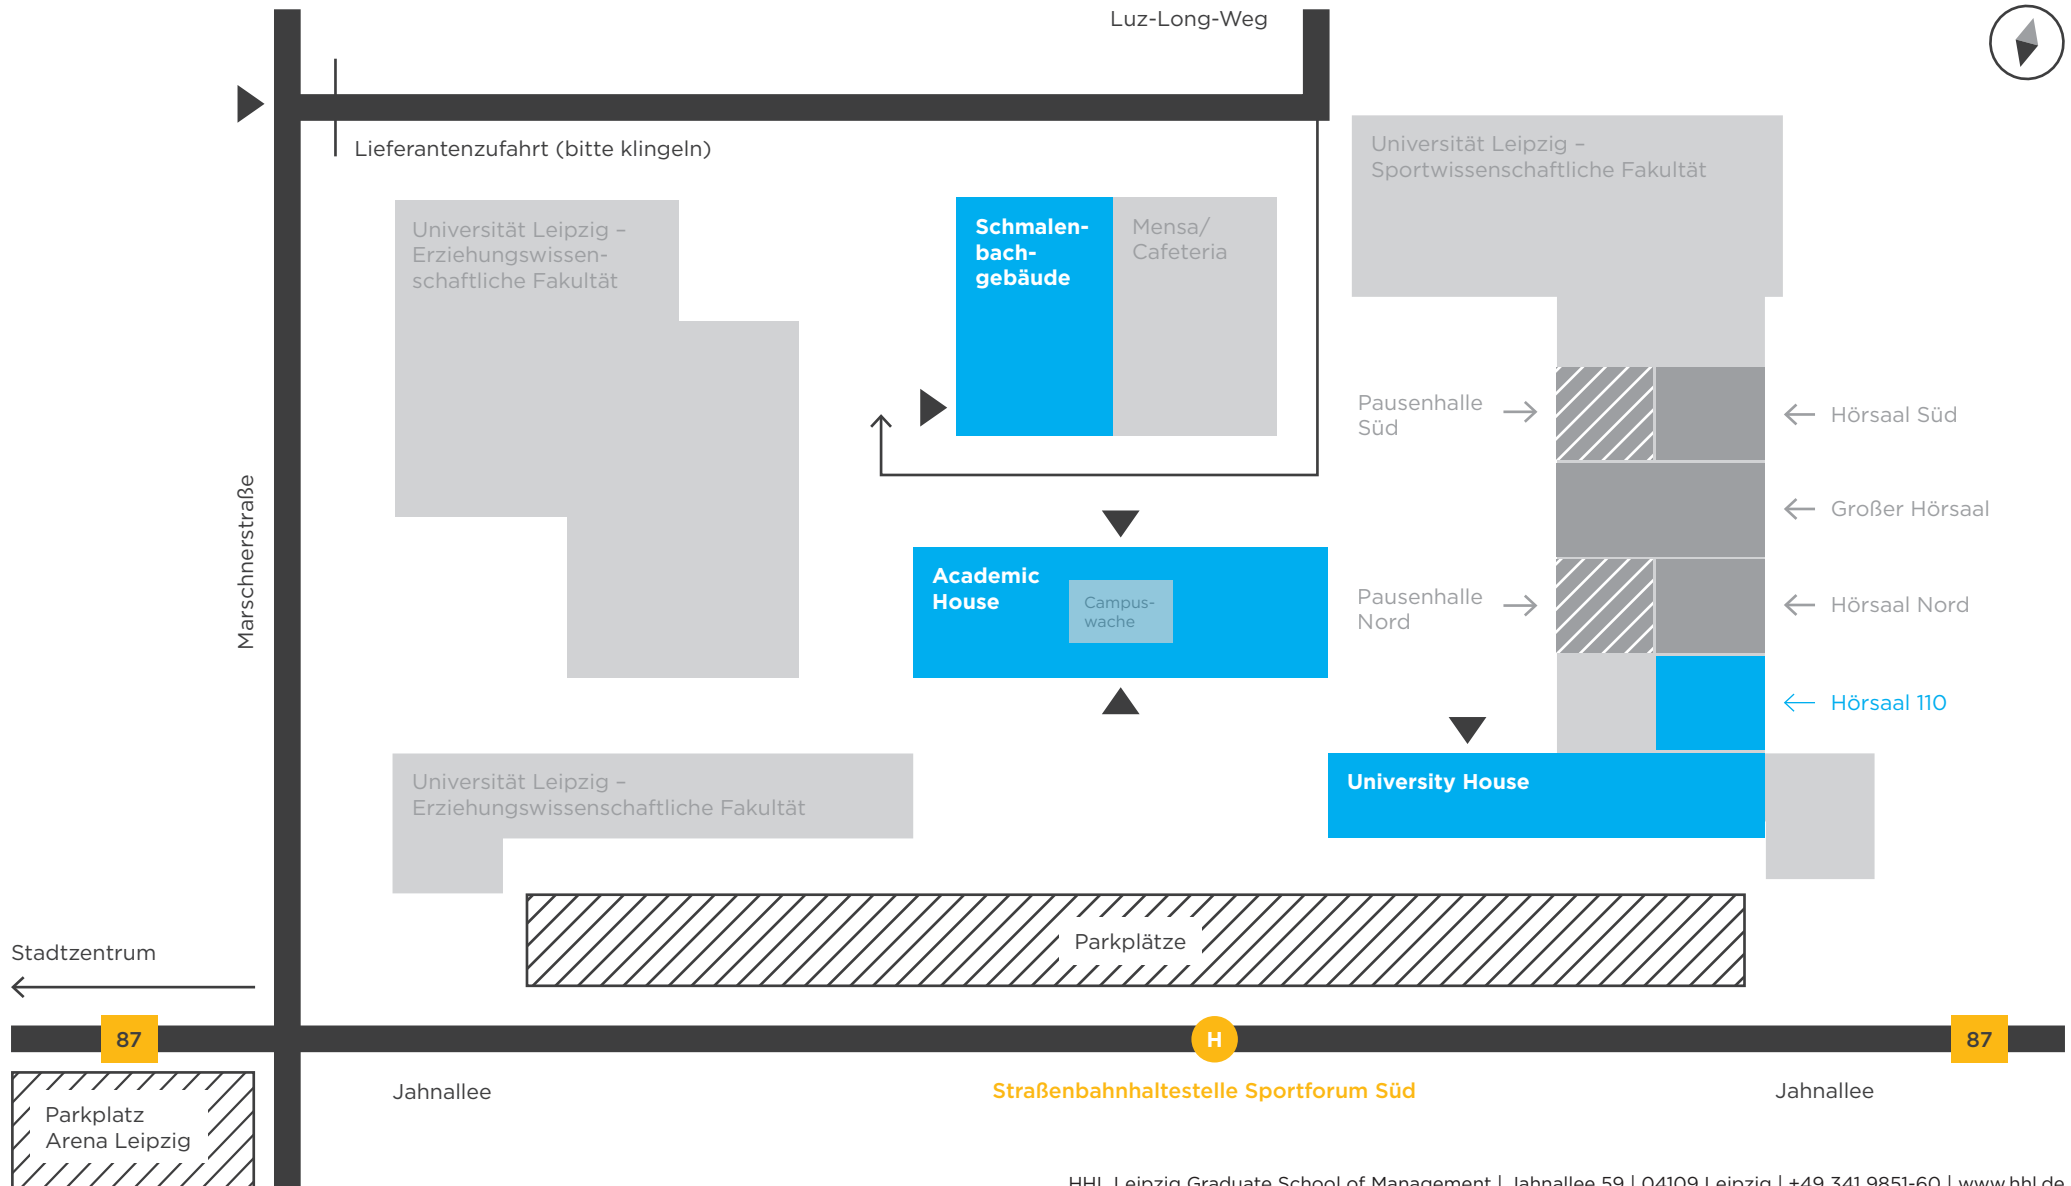 Luz-Long-Weg
Lieferantenzufahrt (bitte klingeln)
Universität Leipzig –
Sportwissenschaftliche Fakultät
Universität Leipzig –
Erziehungswissen-
schaftliche Fakultät
Schmalen-
bach-
gebäude
Mensa/
Cafeteria
Pausenhalle
Süd
Hörsaal Süd
Marschnerstraße
Großer Hörsaal
Academic
House
Campus-
wache
Pausenhalle
Nord
Hörsaal Nord
Hörsaal 110
Universität Leipzig –
Erziehungswissenschaftliche Fakultät
University House
Parkplätze
Stadtzentrum
87
H
87
Jahnallee
Straßenbahnhaltestelle Sportforum Süd
Jahnallee
Parkplatz
Arena Leipzig
HHL Leipzig Graduate School of Management | Jahnallee 59 | 04109 Leipzig | +49 341 9851-60 | www.hhl.de